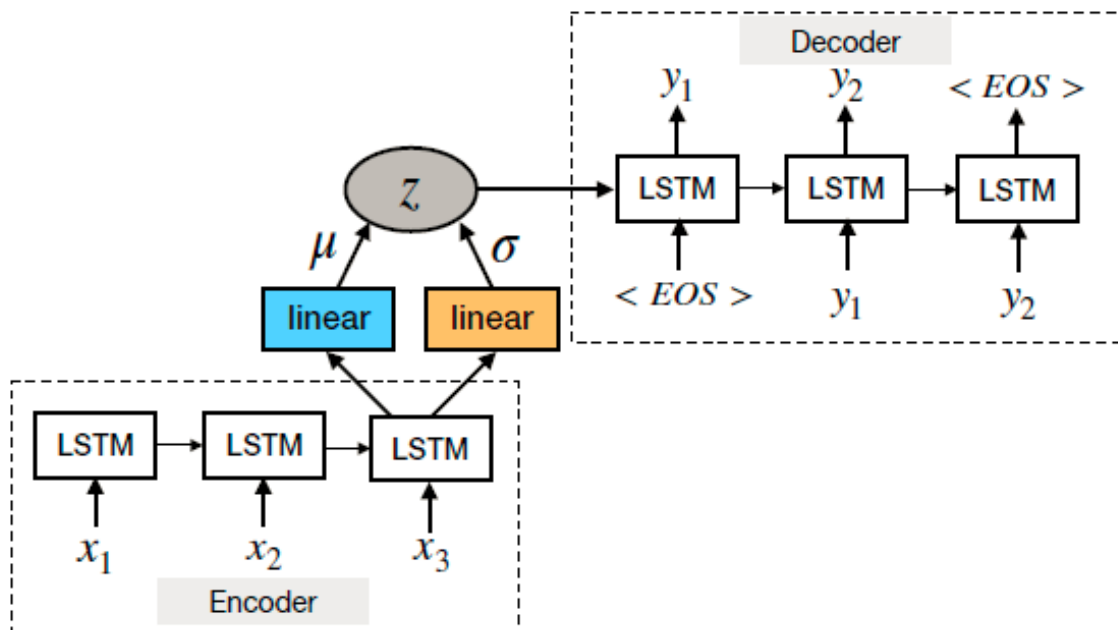 Decoder
y₁ y₂ < EOS >
LSTM LSTM LSTM
z
< EOS > y₁ y₂
μ σ
linear linear
LSTM LSTM LSTM
x₁ x₂ x₃
Encoder